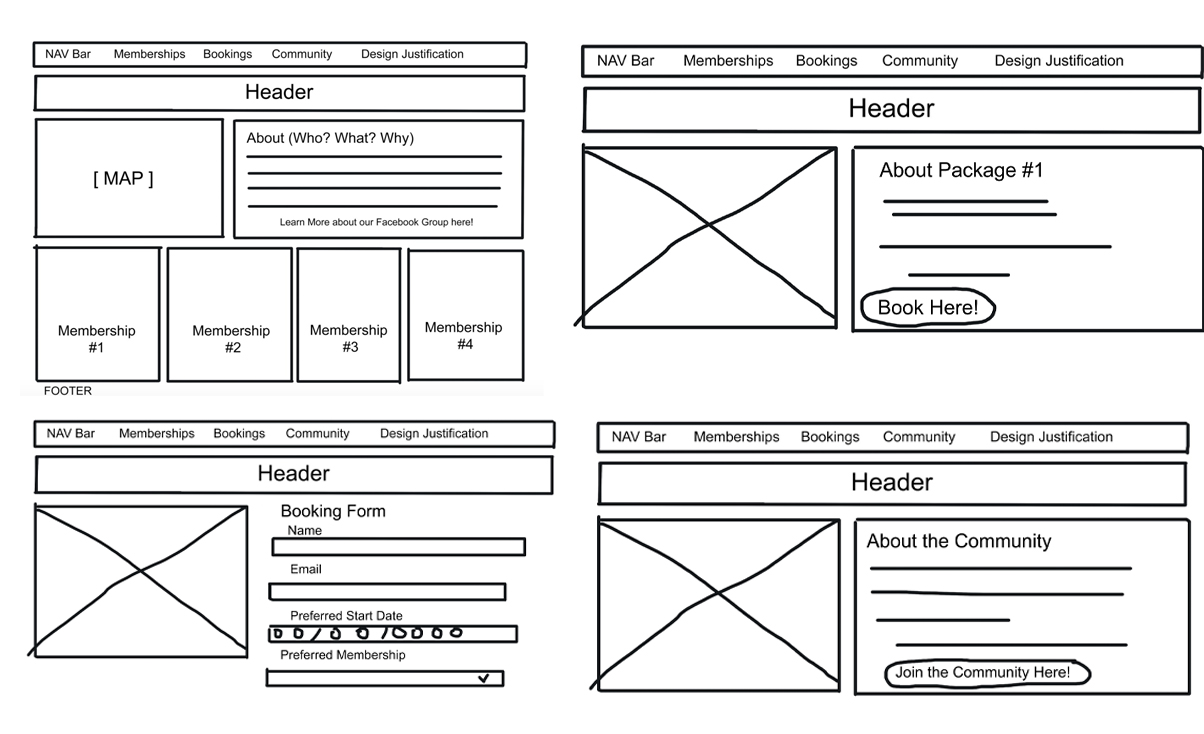 NAV Bar Memberships Bookings Community Design Justification
Header
[ MAP ]
About (Who? What? Why)
Learn More about our Facebook Group here!
Membership
#1
Membership
#2
Membership
#3
Membership
#4
FOOTER
NAV Bar Memberships Bookings Community Design Justification
Header
About Package #1
Book Here!
NAV Bar Memberships Bookings Community Design Justification
Header
Booking Form
Name
Email
Preferred Start Date
00/00/0000
Preferred Membership
NAV Bar Memberships Bookings Community Design Justification
Header
About the Community
Join the Community Here!